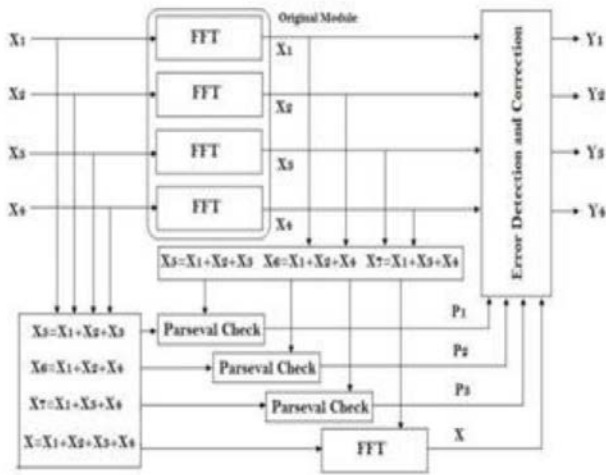 Original Module
X1 FFT X1 Y1
X2 FFT X2 Y2
X3 FFT X3 Y3
X4 FFT X4 Y4
Error Detection and Correction
X5=X1+X2+X3 X6=X1+X2+X4 X7=X1+X3+X4
X5=X1+X2+X3 Parseval Check P1
X6=X1+X2+X4 Parseval Check P2
X7=X1+X3+X4 Parseval Check P3
X=X1+X2+X3+X4 FFT X